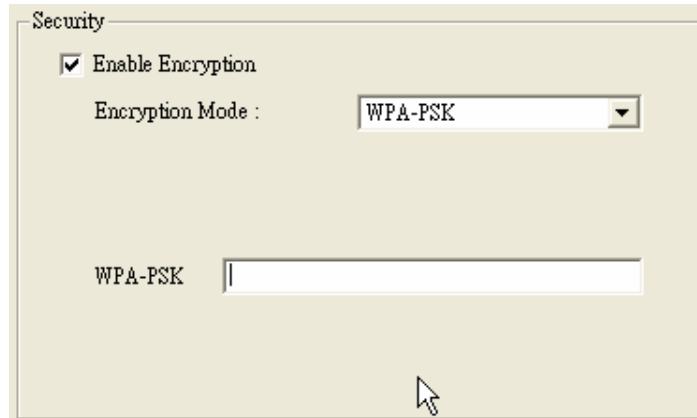 Security
Enable Encryption
Encryption Mode : WPA-PSK
WPA-PSK